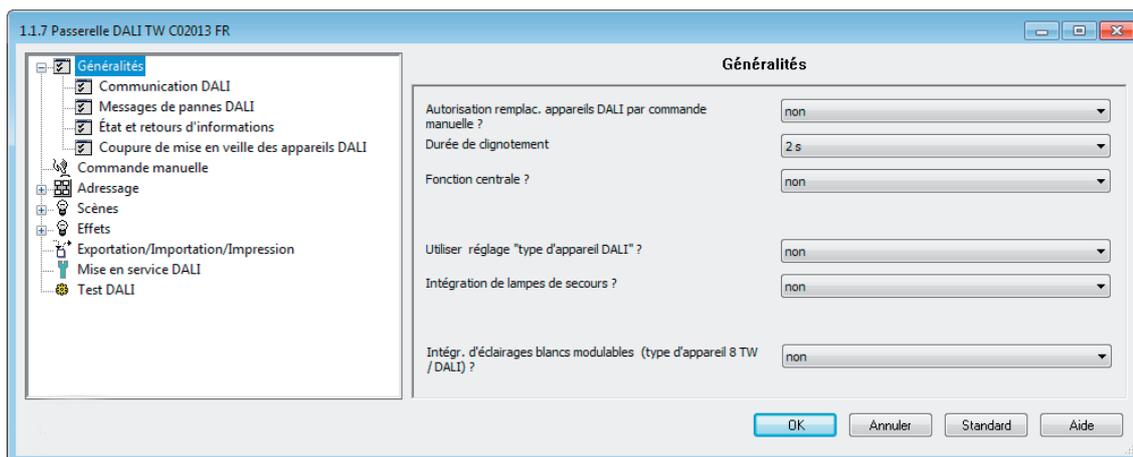 1.1.7 Passerelle DALI TW C02013 FR
Généralités
Communication DALI
Messages de pannes DALI
État et retours d'informations
Coupure de mise en veille des appareils DALI
Commande manuelle
Adressage
Scènes
Effets
Exportation/Importation/Impression
Mise en service DALI
Test DALI
Généralités
Autorisation remplac. appareils DALI par commande
manuelle ?
non
Durée de clignotement
2 s
Fonction centrale ?
non
Utiliser réglage "type d'appareil DALI" ?
non
Intégration de lampes de secours ?
non
Intégr. d'éclairages blancs modulables (type d'appareil 8 TW
/ DALI) ?
non
OK
Annuler
Standard
Aide